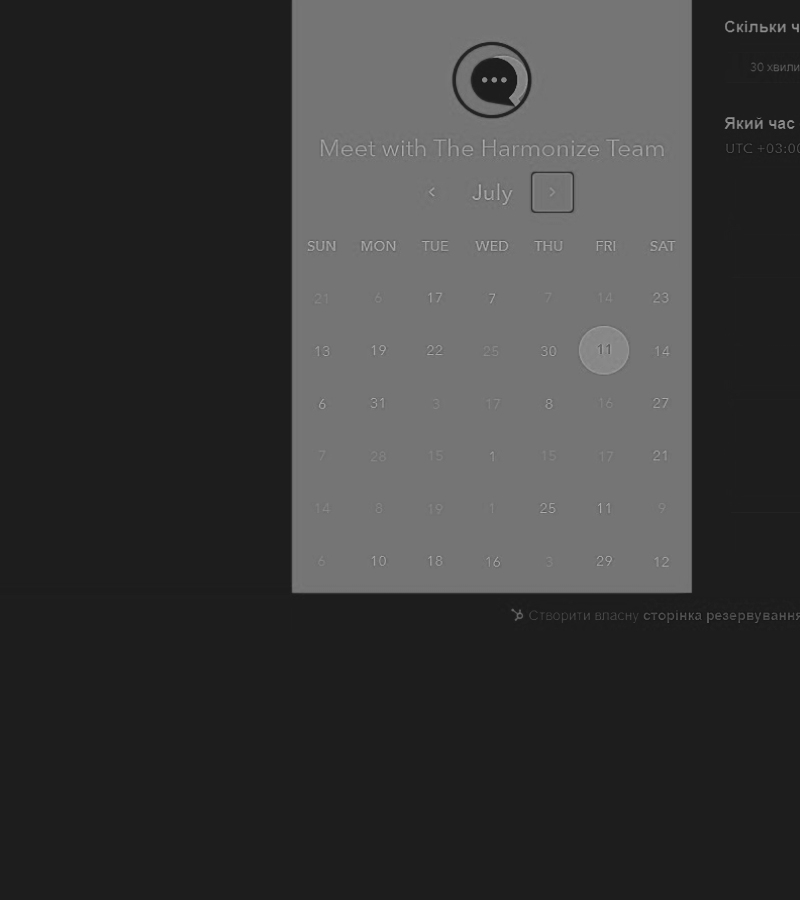 Скільки ч
30 хвили
Meet with The Harmonize Team
Який час
UTC +03:00
July
SUN MON TUE WED THU FRI SAT
21 6 17 7 7 14 23
13 19 22 25 30 11 14
6 31 3 17 8 16 27
7 28 15 1 15 17 21
14 8 19 1 25 11 9
6 10 18 16 3 29 12
Створити власну сторінка резервування